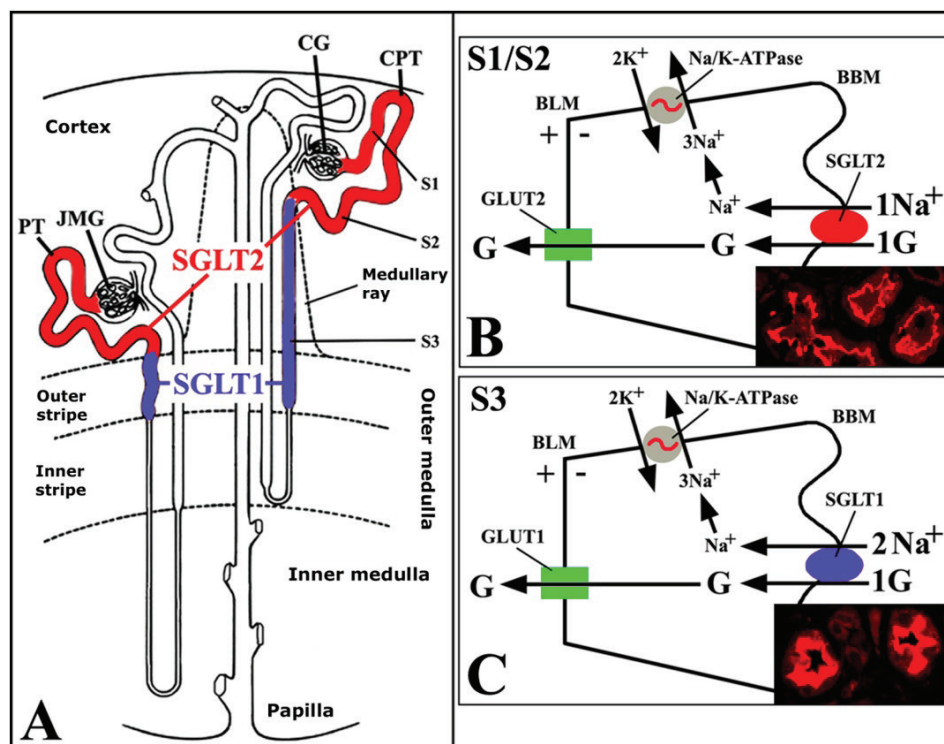 CG
CPT
Cortex
S1
PT
JMG
S2
SGLT2
Medullary
ray
S3
SGLT1
Outer
stripe
Outer medulla
Inner
stripe
Inner medulla
A
Papilla
S1/S2
2K+
Na/K-ATPase
BBM
BLM
+ -
3Na+
SGLT2
GLUT2
Na+
1Na+
G
G
1G
B
S3
2K+
Na/K-ATPase
BBM
BLM
+ -
3Na+
SGLT1
GLUT1
Na+
2Na+
G
G
1G
C